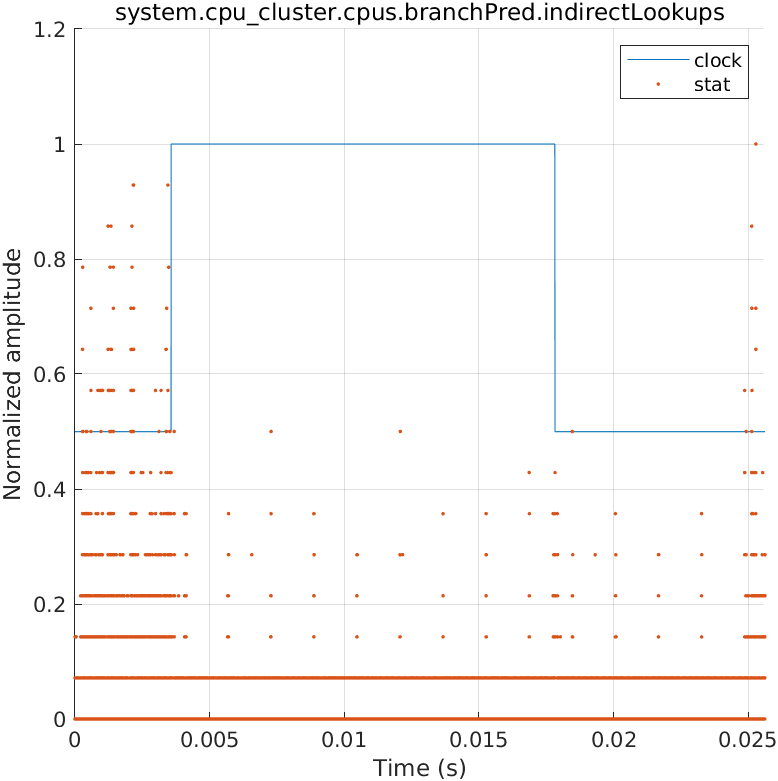 system.cpu_cluster.cpus.branchPred.indirectLookups
1.2
1
0.8
0.6
0.4
0.2
0
Normalized amplitude
clock
stat
0 0.005 0.01 0.015 0.02 0.025
Time (s)